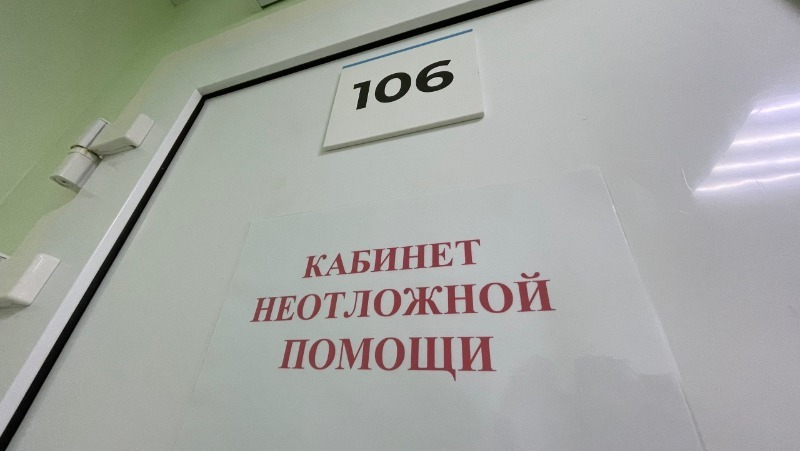 106
КАБИНЕТ
НЕОТЛОЖНОЙ
ПОМОЩИ